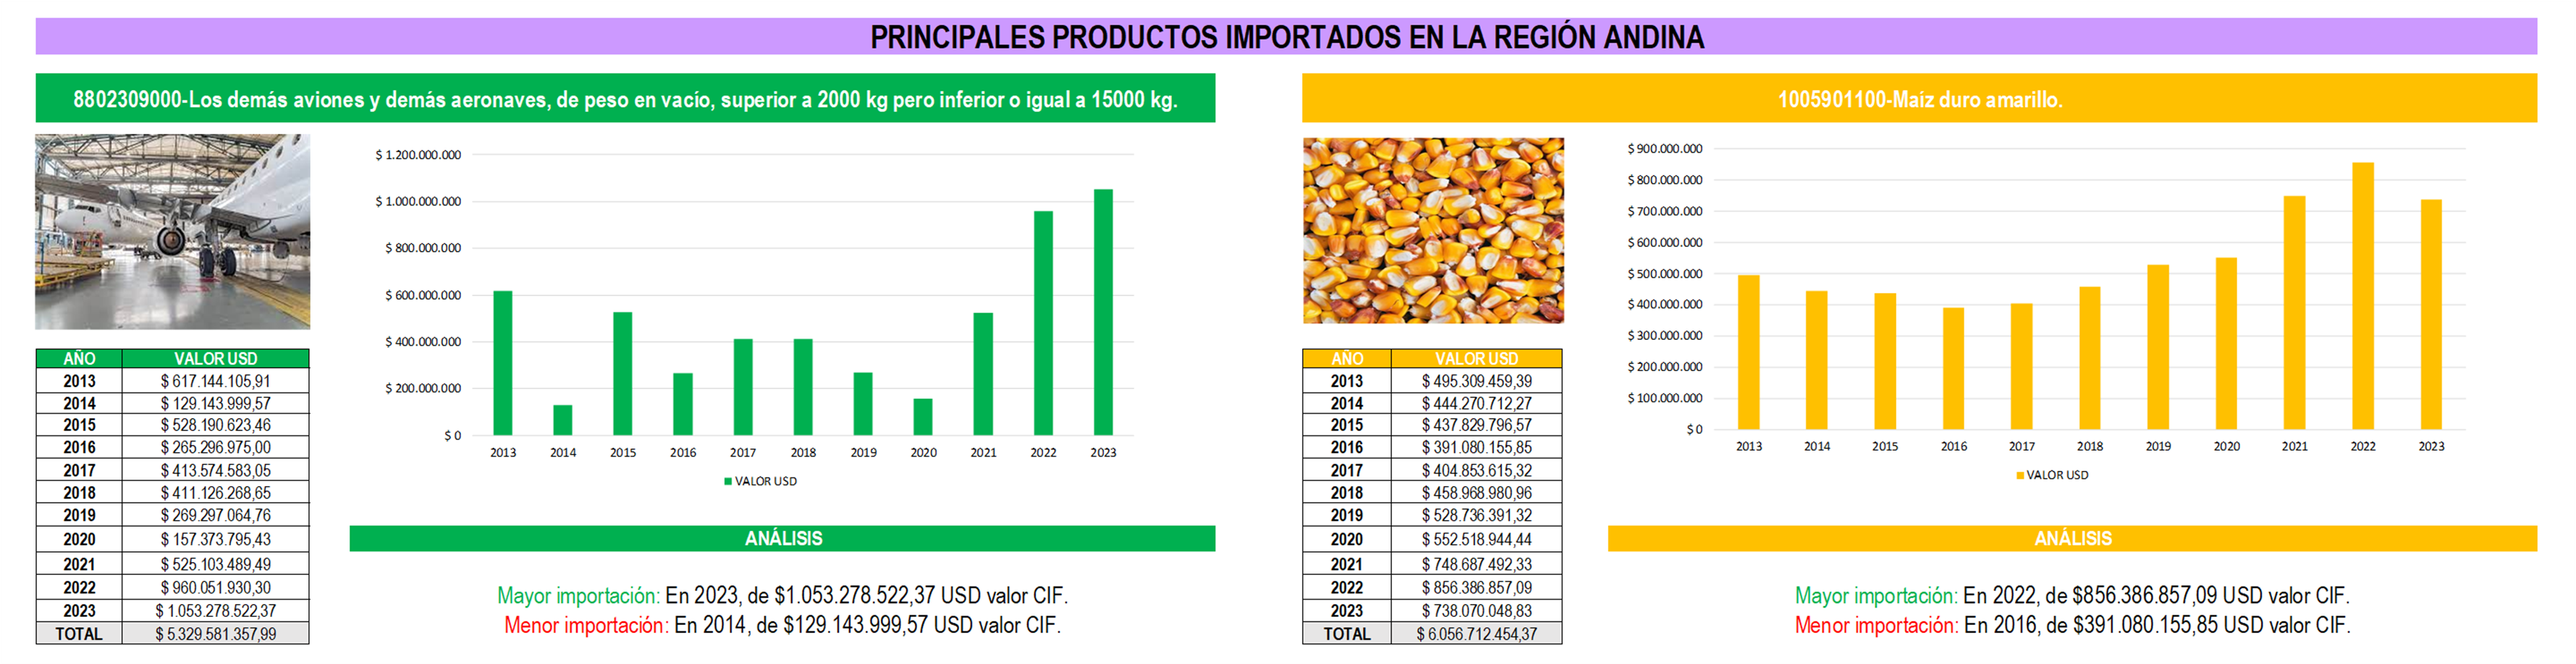 PRINCIPALES PRODUCTOS IMPORTADOS EN LA REGIÓN ANDINA
8802309000-Los demás aviones y demás aeronaves, de peso en vacío, superior a 2000 kg pero inferior o igual a 15000 kg.
$ 1.200.000.000
$ 1.000.000.000
$ 800.000.000
$ 600.000.000
$ 400.000.000
$ 200.000.000
$ 0
2013 2014 2015 2016 2017 2018 2019 2020 2021 2022 2023
VALOR USD
AÑO VALOR USD
2013 $ 617.144.105,91
2014 $ 129.143.999,57
2015 $ 528.190.623,46
2016 $ 265.296.975,00
2017 $ 413.574.583,05
2018 $ 411.126.268,65
2019 $ 269.297.064,76
2020 $ 157.373.795,43
2021 $ 525.103.489,49
2022 $ 960.051.930,30
2023 $ 1.053.278.522,37
TOTAL $ 5.329.581.357,99
ANÁLISIS
Mayor importación: En 2023, de $1.053.278.522,37 USD valor CIF.
Menor importación: En 2014, de $129.143.999,57 USD valor CIF.
1005901100-Maíz duro amarillo.
$ 900.000.000
$ 800.000.000
$ 700.000.000
$ 600.000.000
$ 500.000.000
$ 400.000.000
$ 300.000.000
$ 200.000.000
$ 100.000.000
$ 0
2013 2014 2015 2016 2017 2018 2019 2020 2021 2022 2023
VALOR USD
AÑO VALOR USD
2013 $ 495.309.459,39
2014 $ 444.270.712,27
2015 $ 437.829.796,57
2016 $ 391.080.155,85
2017 $ 404.853.615,32
2018 $ 458.968.980,96
2019 $ 528.736.391,32
2020 $ 552.518.944,44
2021 $ 748.687.492,33
2022 $ 856.386.857,09
2023 $ 738.070.048,83
TOTAL $ 6.056.712.454,37
ANÁLISIS
Mayor importación: En 2022, de $856.386.857,09 USD valor CIF.
Menor importación: En 2016, de $391.080.155,85 USD valor CIF.